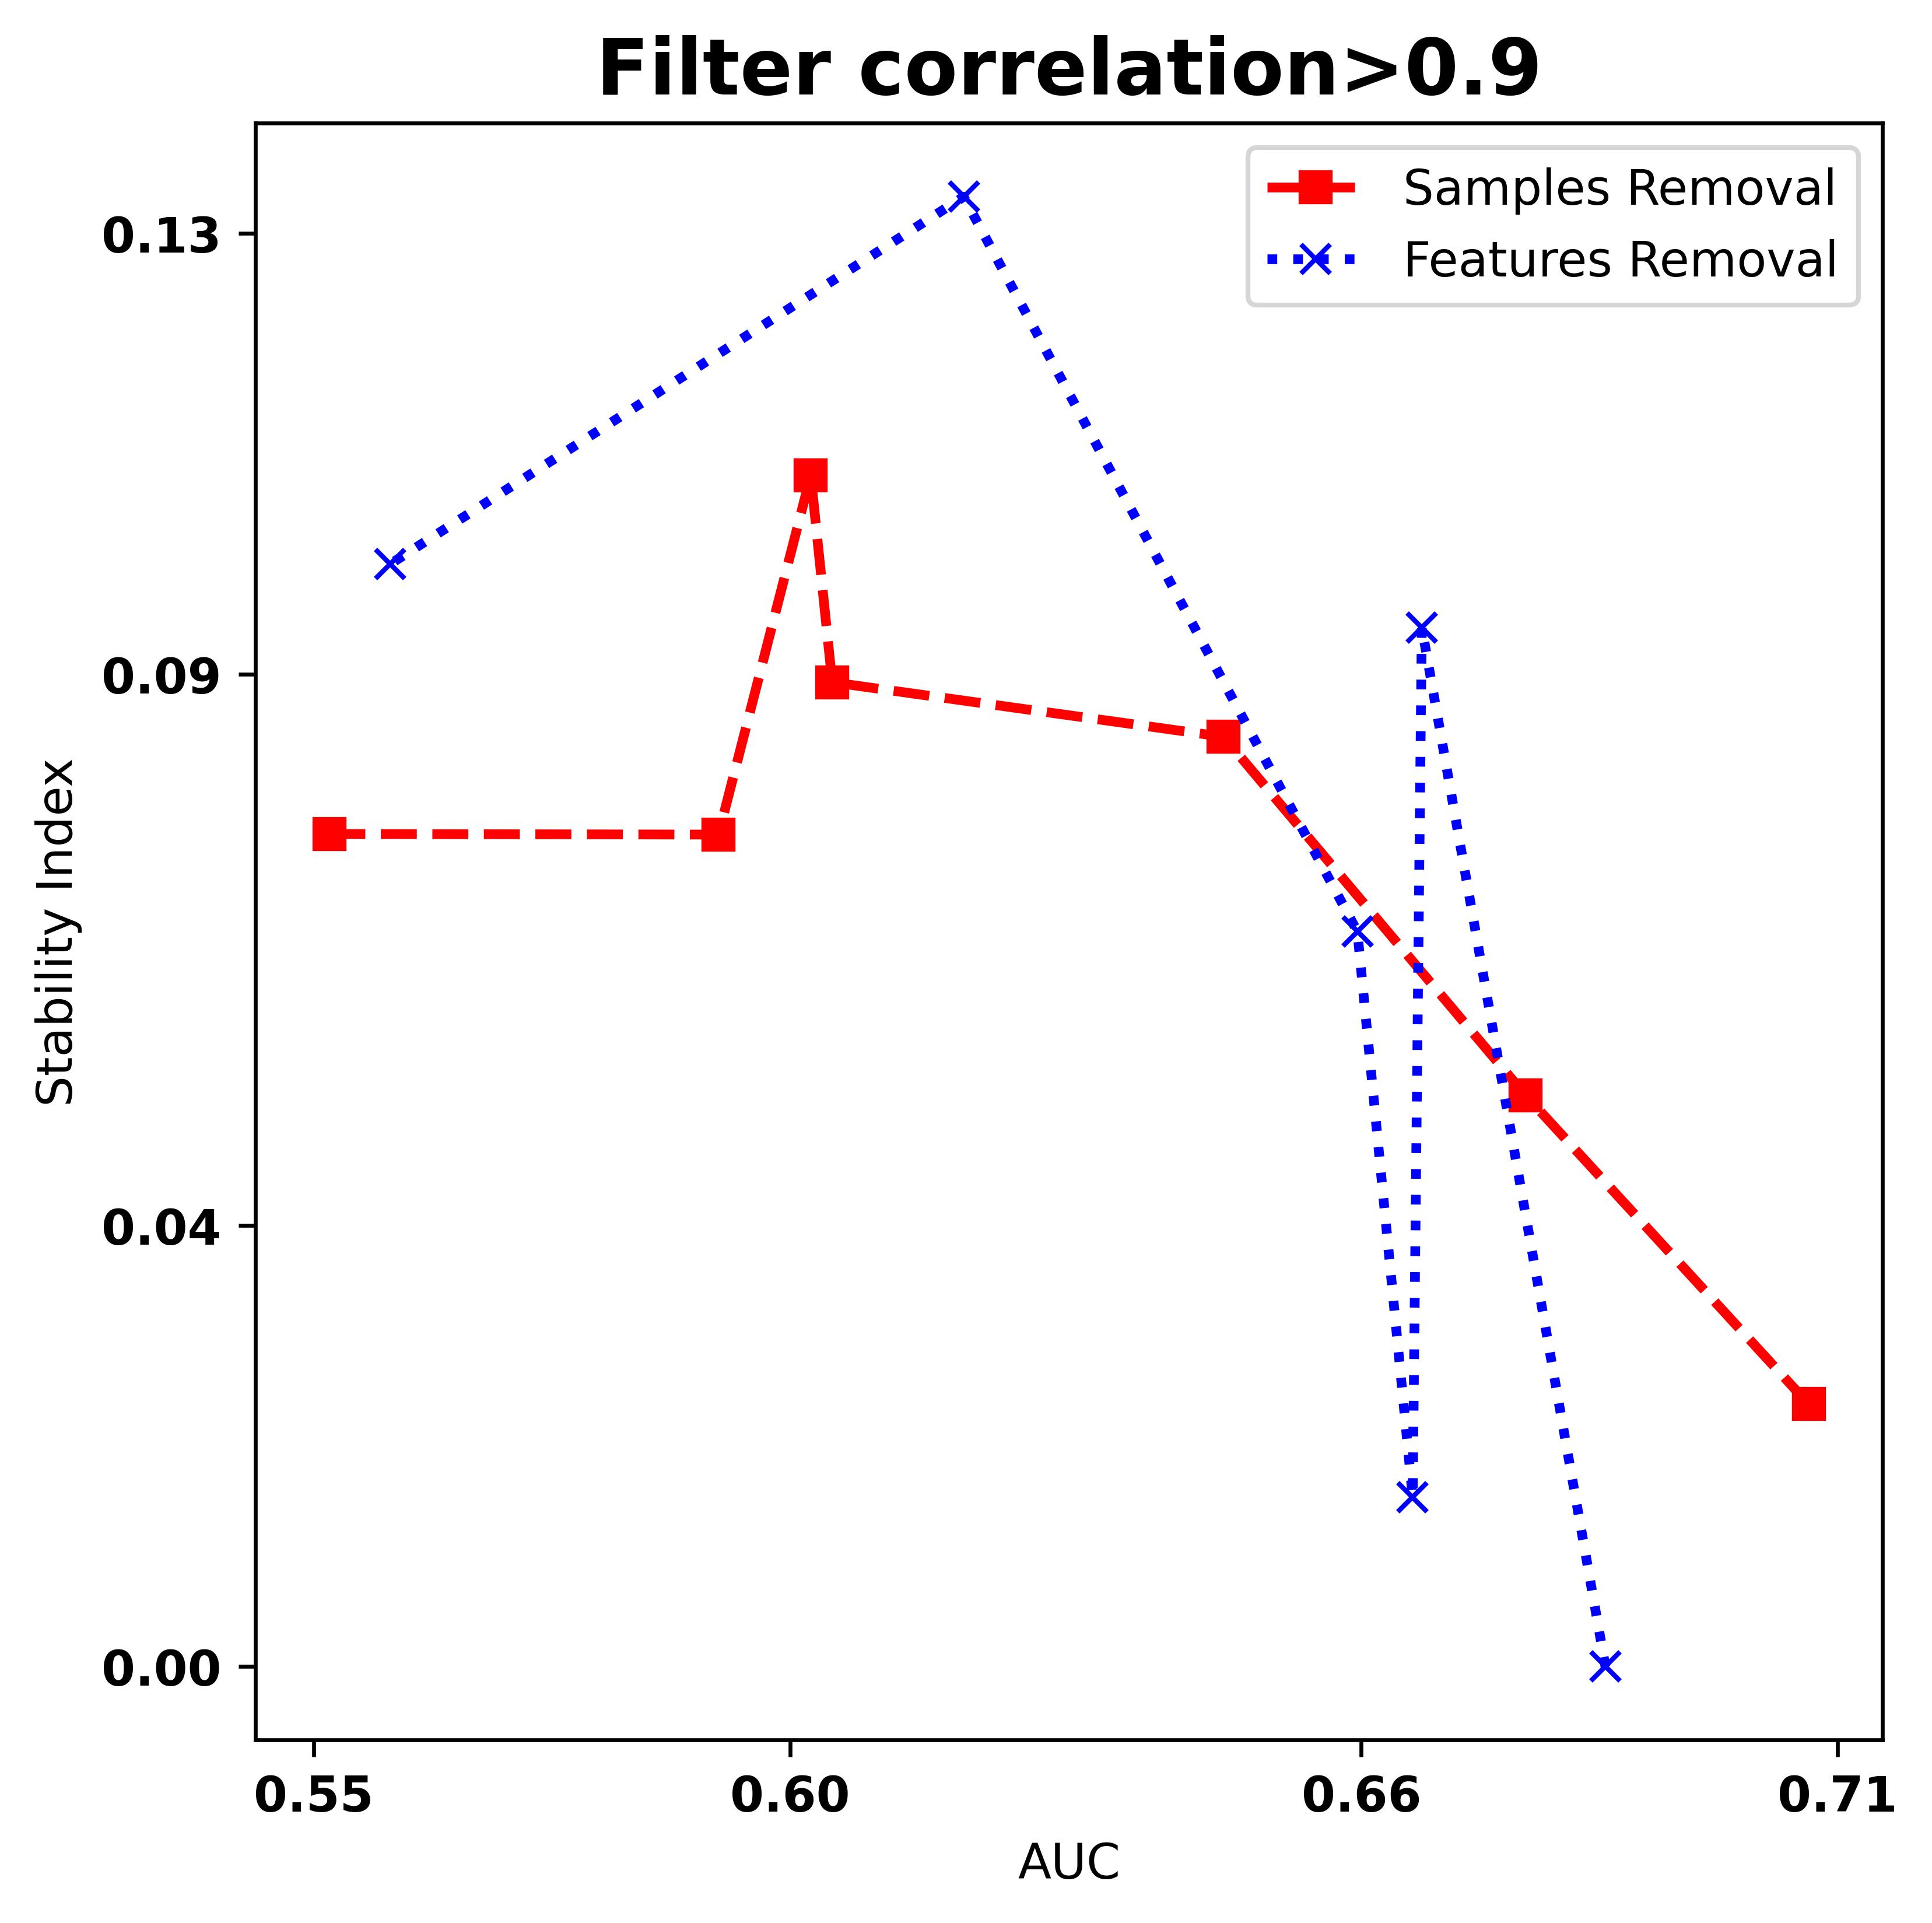 Filter correlation>0.9
Samples Removal
Features Removal
0.13
0.09
0.04
0.00
Stability Index
0.55 0.60 0.66 0.71
AUC